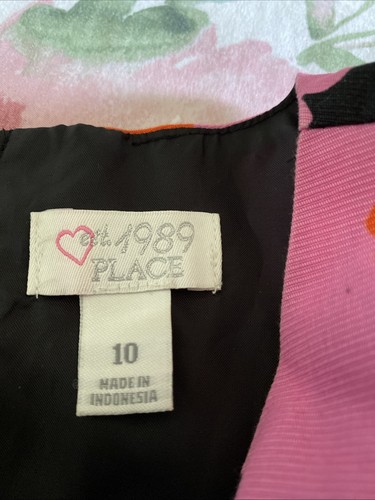 est. 1989
PLACE
10
MADE IN
INDONESIA